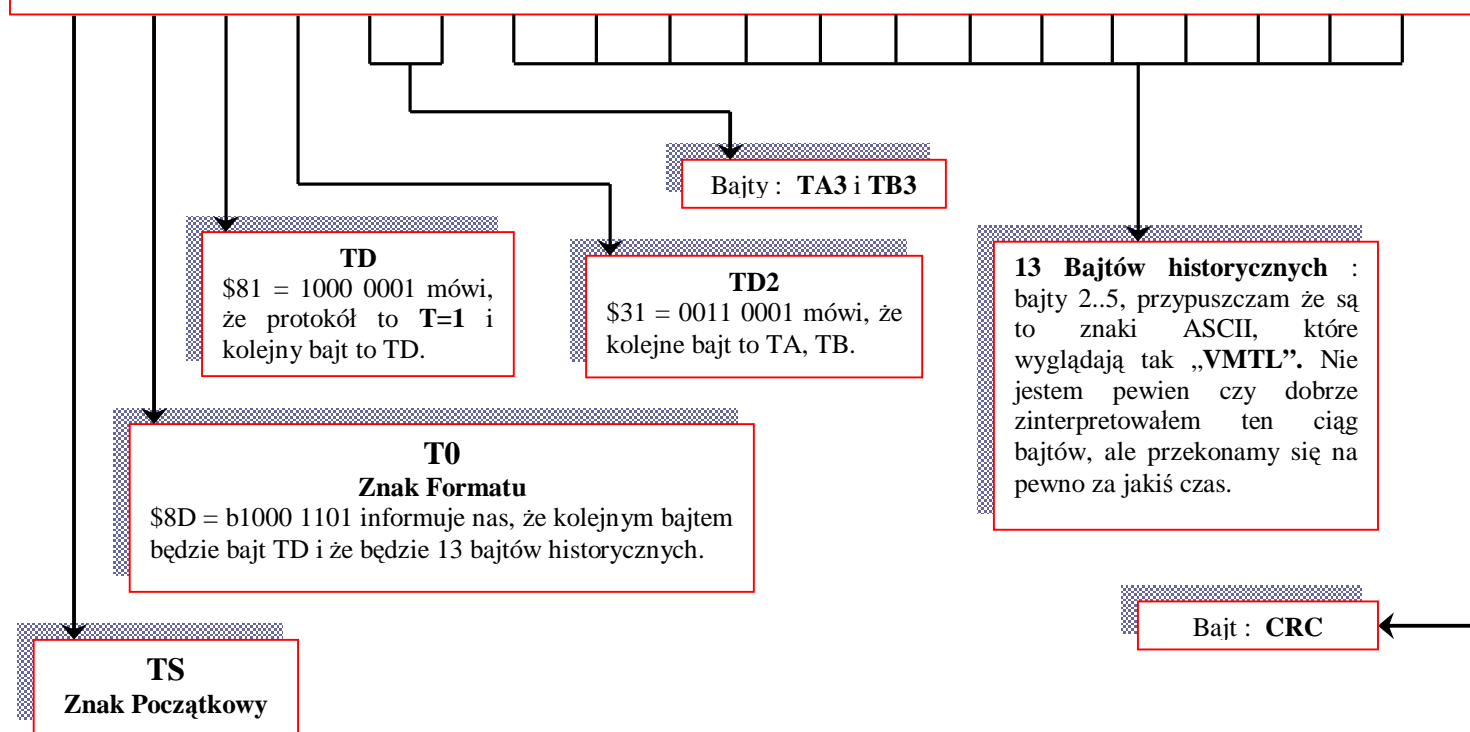 Bajty : TA3 i TB3
TD
$81 = 1000 0001 mówi,
że protokół to T=1 i
kolejny bajt to TD.
TD2
$31 = 0011 0001 mówi, że
kolejne bajt to TA, TB.
13 Bajtów historycznych :
bajty 2..5, przypuszczam że są
to znaki ASCII, które
wyglądają tak „VMTL”. Nie
jestem pewien czy dobrze
zinterpretowałem ten ciąg
bajtów, ale przekonamy się na
pewno za jakiś czas.
T0
Znak Formatu
$8D = b1000 1101 informuje nas, że kolejnym bajtem
będzie bajt TD i że będzie 13 bajtów historycznych.
Bajt : CRC
TS
Znak Początkowy